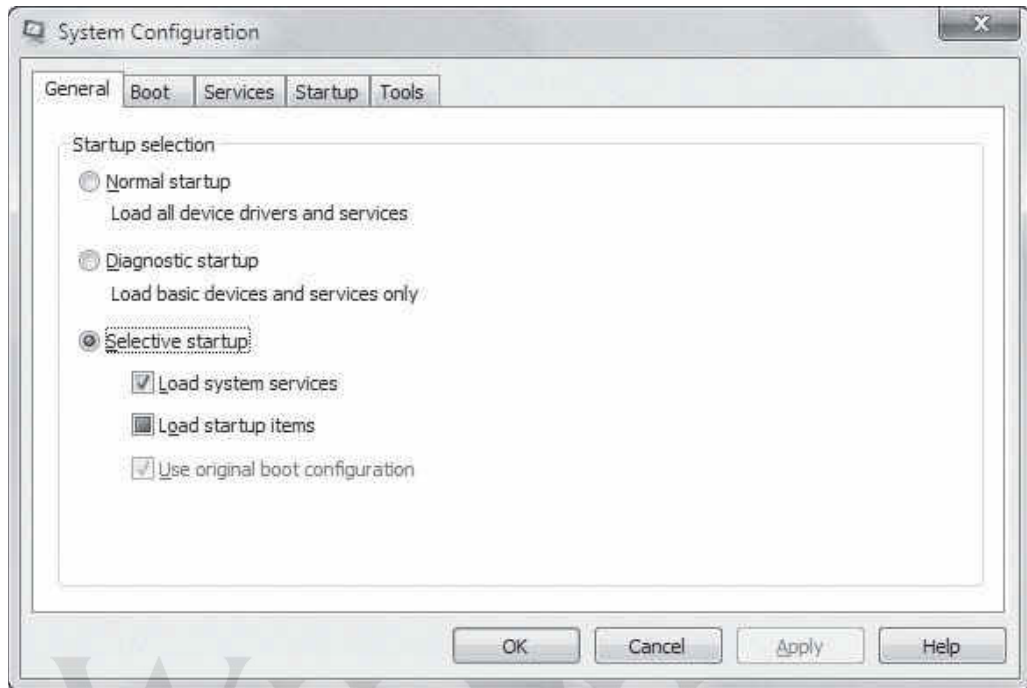 System Configuration
General Boot Services Startup Tools
Startup selection
Normal startup
Load all device drivers and services
Diagnostic startup
Load basic devices and services only
Selective startup
Load system services
Load startup items
Use original boot configuration
OK Cancel Apply Help